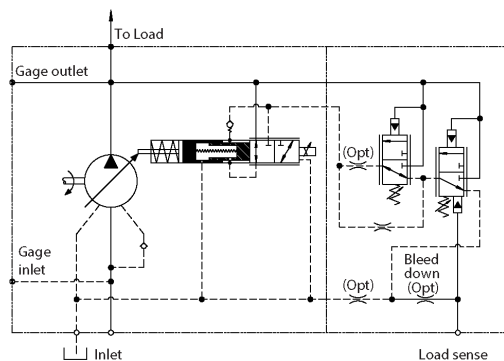 To Load
Gage outlet
(Opt)
Gage
inlet
Bleed
down
(Opt)
(Opt)
Inlet
Load sense